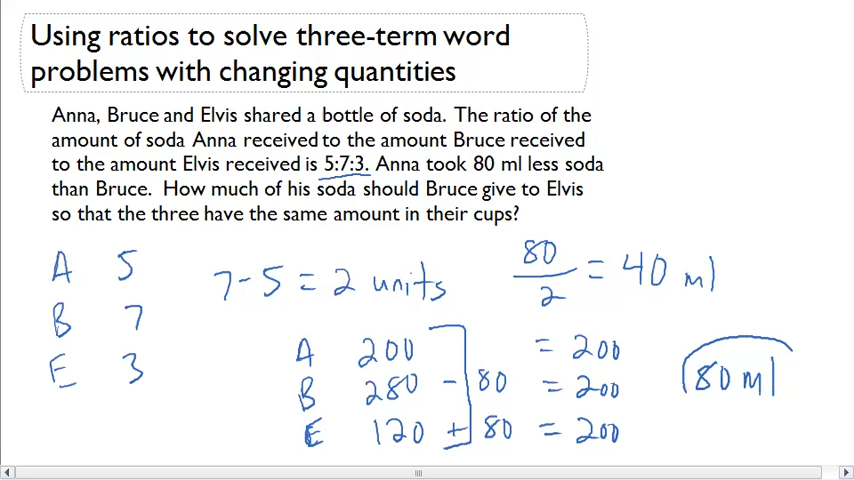 Using ratios to solve three-term word
problems with changing quantities
Anna, Bruce and Elvis shared a bottle of soda. The ratio of the
amount of soda Anna received to the amount Bruce received
to the amount Elvis received is 5:7:3. Anna took 80 ml less soda
than Bruce. How much of his soda should Bruce give to Elvis
so that the three have the same amount in their cups?
A 5
B 7
E 3
7-5 = 2 units
80/2 = 40 ml
A 200 = 200
B 280 - 80 = 200
E 120 + 80 = 200
80 ml